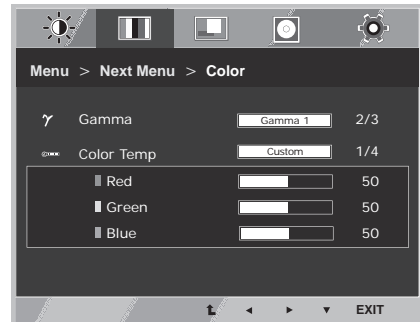 Menu > Next Menu > Color
γ Gamma Gamma 1 2/3
Color Temp Custom 1/4
Red 50
Green 50
Blue 50
EXIT